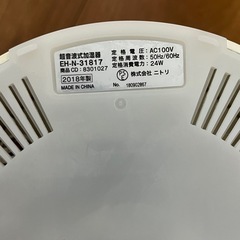 超音波式加湿器
EH-N-31817
商品CD:8301027
2018年製
MADE IN CHINA
定格電圧:AC100V
定格周波数:50Hz/60Hz
定格消費電力:24W
株式会社ニトリ
No. 180902857